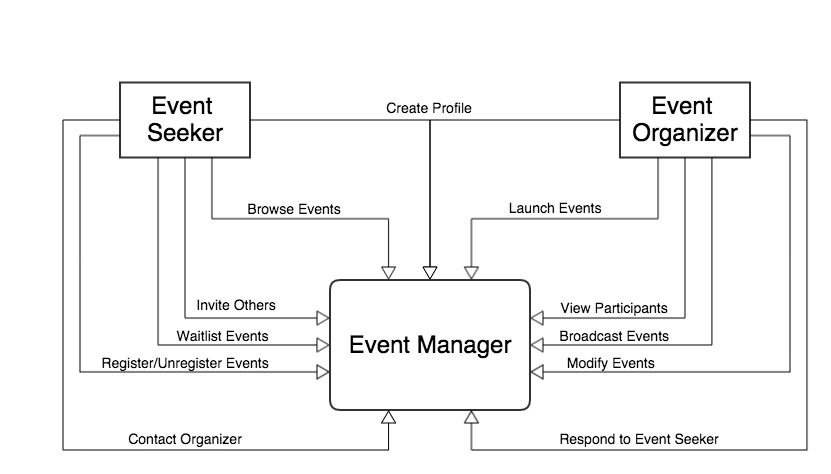 Event
Seeker
Create Profile
Event
Organizer
Browse Events
Launch Events
Invite Others
View Participants
Waitlist Events
Event Manager
Broadcast Events
Register/Unregister Events
Modify Events
Contact Organizer
Respond to Event Seeker